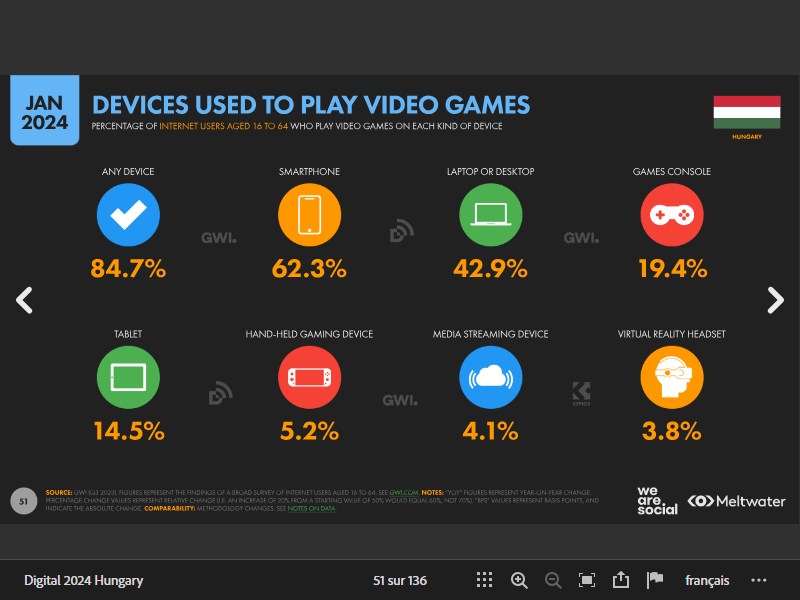 JAN
2024
DEVICES USED TO PLAY VIDEO GAMES
PERCENTAGE OF INTERNET USERS AGED 16 TO 64 WHO PLAY VIDEO GAMES ON EACH KIND OF DEVICE
HUNGARY
ANY DEVICE
SMARTPHONE
LAPTOP OR DESKTOP
GAMES CONSOLE
GWI.
GWI.
84.7%
62.3%
42.9%
19.4%
TABLET
HAND-HELD GAMING DEVICE
MEDIA STREAMING DEVICE
VIRTUAL REALITY HEADSET
GWI.
KEPIOS
14.5%
5.2%
4.1%
3.8%
51
SOURCE: GWI (Q3 2023). FIGURES REPRESENT THE FINDINGS OF A BROAD SURVEY OF INTERNET USERS AGED 16 TO 64. SEE GWI.COM. NOTES: "YOY" FIGURES REPRESENT YEAR-ON-YEAR CHANGE.
PERCENTAGE CHANGE VALUES REPRESENT RELATIVE CHANGE (I.E. AN INCREASE OF 20% FROM A STARTING VALUE OF 50% WOULD EQUAL 60%, NOT 70%). "BPS" VALUES REPRESENT BASIS POINTS, AND
INDICATE THE ABSOLUTE CHANGE. COMPARABILITY: METHODOLOGY CHANGES. SEE NOTES ON DATA.
we
are.
social
Meltwater
Digital 2024 Hungary
51 sur 136
français